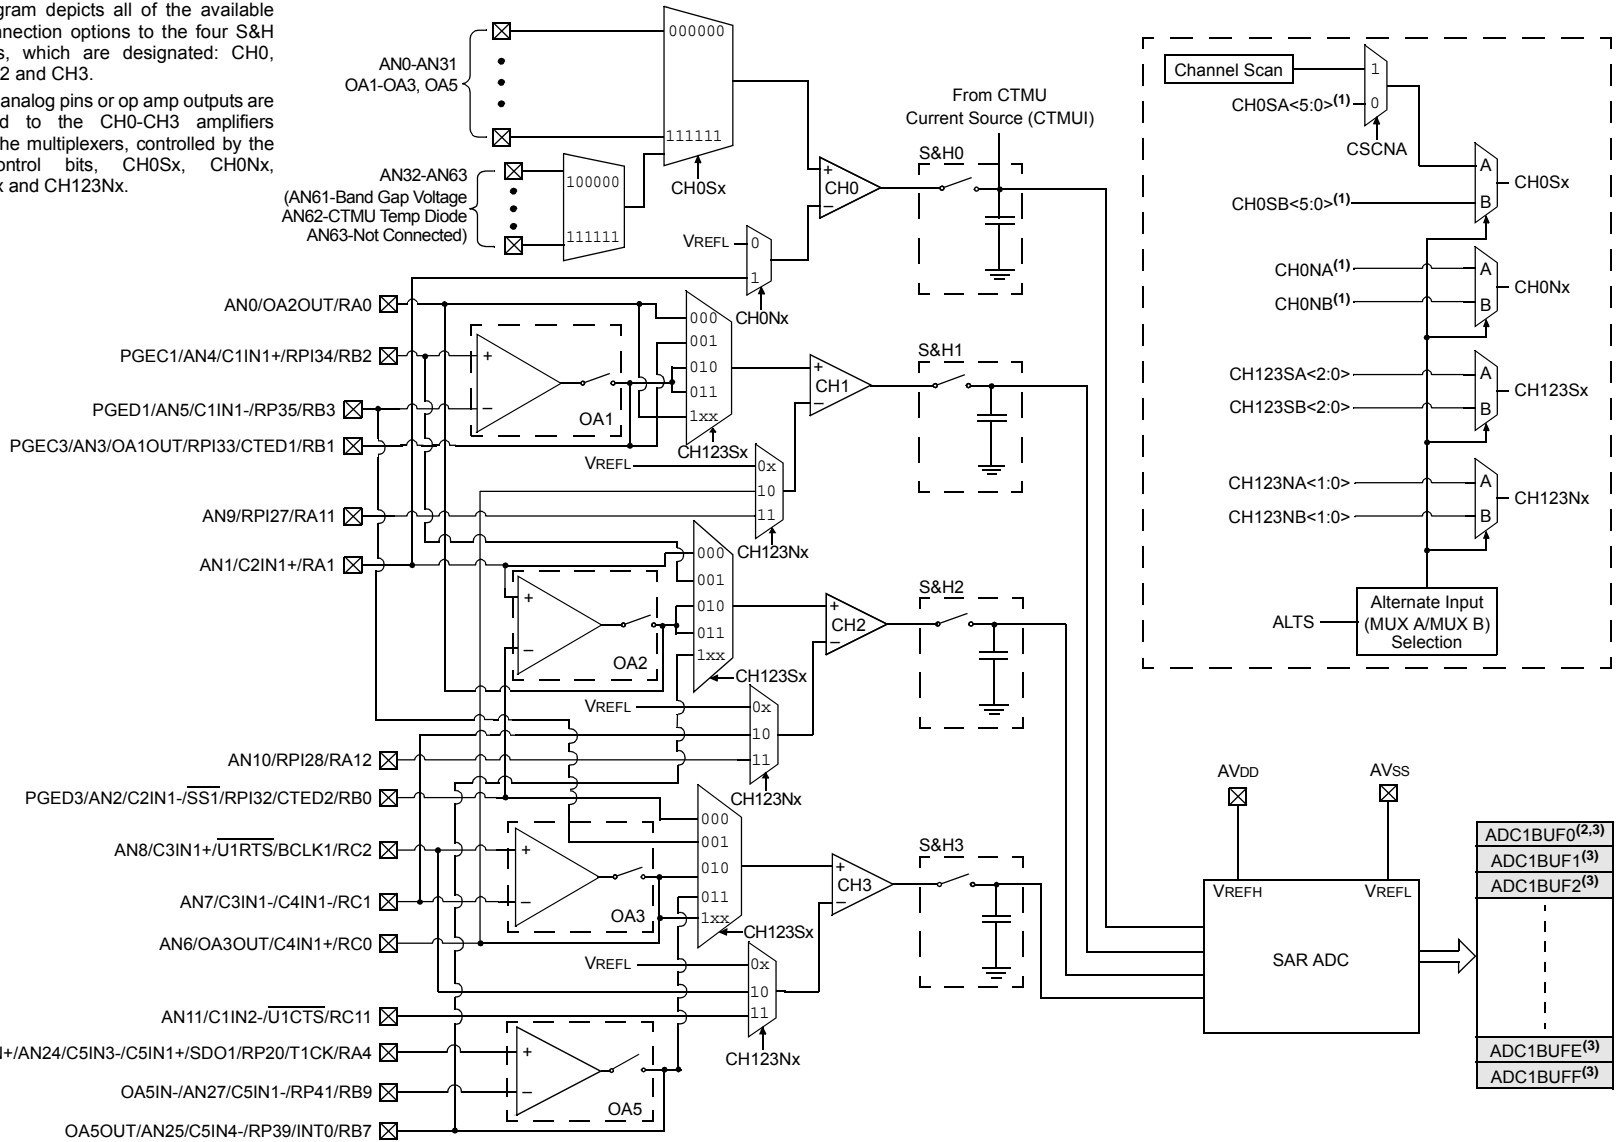 gram depicts all of the available
nnection options to the four S&H
s, which are designated: CH0,
2 and CH3.
analog pins or op amp outputs are
d to the CH0-CH3 amplifiers
he multiplexers, controlled by the
ontrol bits, CH0Sx, CH0Nx,
x and CH123Nx.
AN0-AN31
OA1-OA3, OA5
000000
111111
CH0Sx
AN32-AN63
(AN61-Band Gap Voltage
AN62-CTMU Temp Diode
AN63-Not Connected)
100000
111111
VREFL
0
1
CH0Nx
+
CH0
−
From CTMU
Current Source (CTMUI)
S&H0
AN0/OA2OUT/RA0
PGEC1/AN4/C1IN1+/RPI34/RB2
PGED1/AN5/C1IN1-/RP35/RB3
PGEC3/AN3/OA1OUT/RPI33/CTED1/RB1
+
−
OA1
000
001
010
011
1xx
CH123Sx
+
CH1
−
S&H1
VREFL
0x
10
11
CH123Nx
AN9/RPI27/RA11
AN1/C2IN1+/RA1
+
−
OA2
000
001
010
011
1xx
CH123Sx
+
CH2
−
S&H2
VREFL
0x
10
11
CH123Nx
AN10/RPI28/RA12
PGED3/AN2/C2IN1-/SS1/RPI32/CTED2/RB0
AN8/C3IN1+/U1RTS/BCLK1/RC2
AN7/C3IN1-/C4IN1-/RC1
AN6/OA3OUT/C4IN1+/RC0
+
−
OA3
000
001
010
011
1xx
CH123Sx
+
CH3
−
S&H3
VREFL
0x
10
11
CH123Nx
AN11/C1IN2-/U1CTS/RC11
N+/AN24/C5IN3-/C5IN1+/SDO1/RP20/T1CK/RA4
OA5IN-/AN27/C5IN1-/RP41/RB9
OA5OUT/AN25/C5IN4-/RP39/INT0/RB7
+
−
OA5
Channel Scan
1
CH0SA<5:0>(1)
0
CSCNA
A
CH0Sx
CH0SB<5:0>(1)
B
CH0NA(1)
A
CH0Nx
CH0NB(1)
B
CH123SA<2:0>
A
CH123Sx
CH123SB<2:0>
B
CH123NA<1:0>
A
CH123Nx
CH123NB<1:0>
B
ALTS
Alternate Input
(MUX A/MUX B)
Selection
AVDD
AVSS
VREFH
VREFL
SAR ADC
ADC1BUF0(2,3)
ADC1BUF1(3)
ADC1BUF2(3)
ADC1BUFE(3)
ADC1BUFF(3)